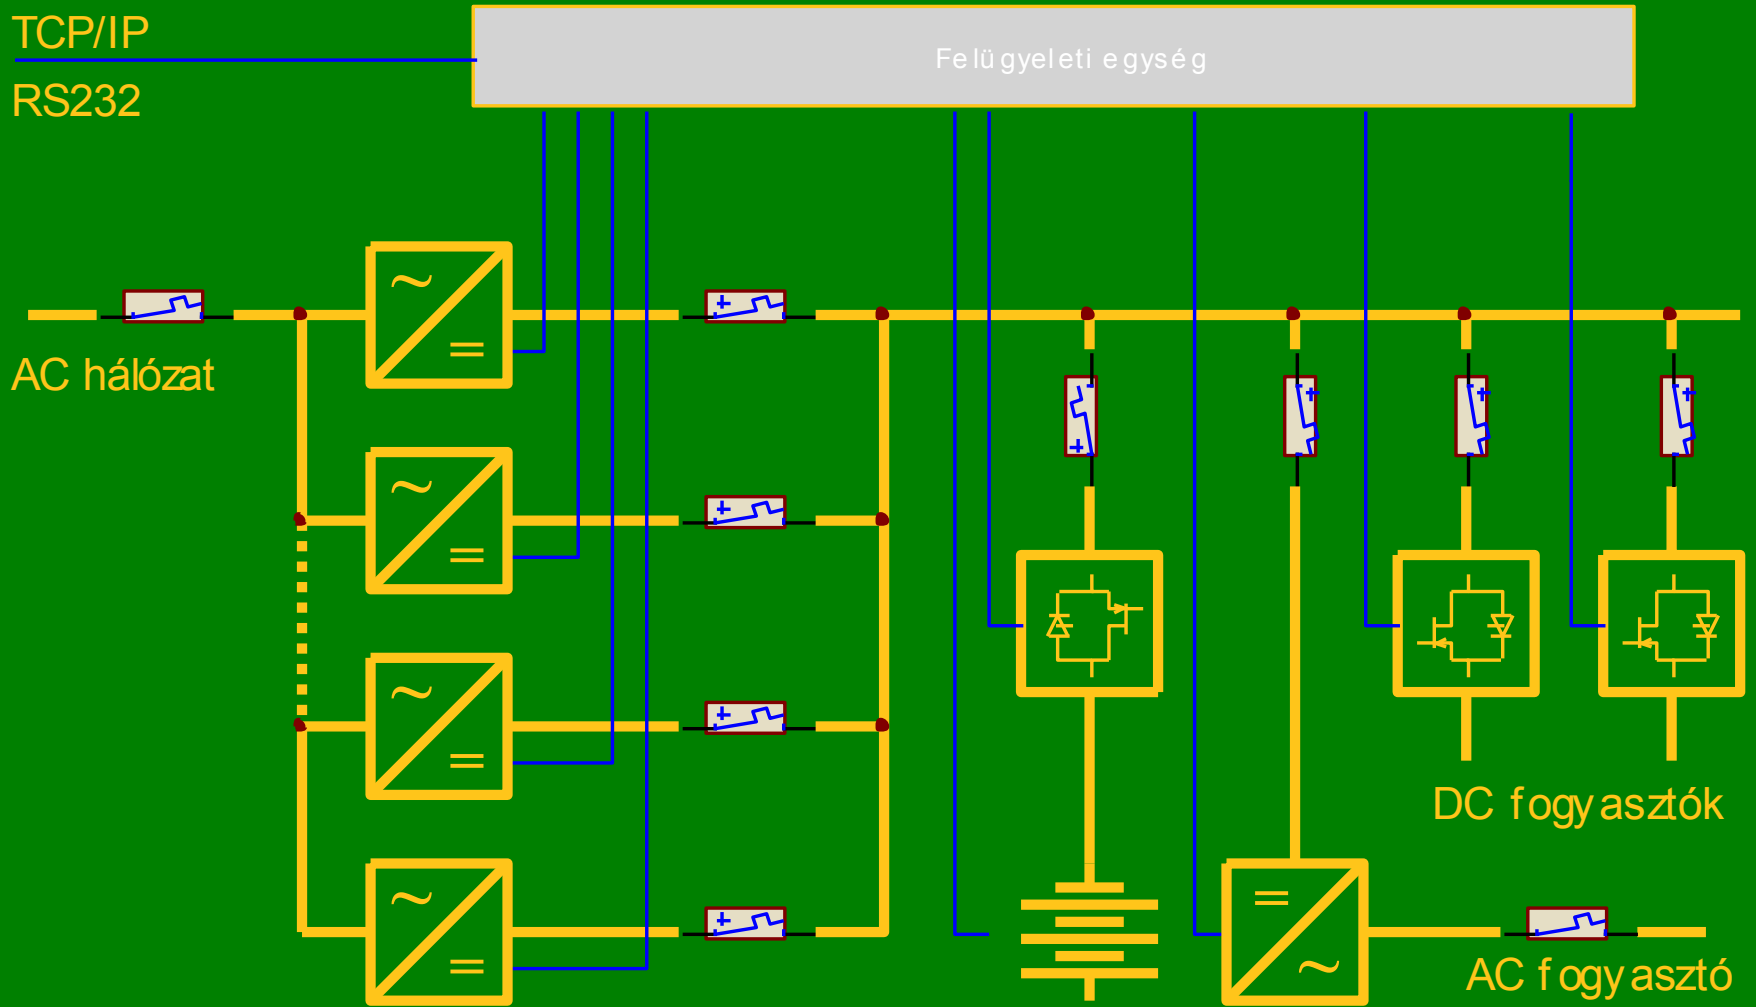 TCP/IP
Felügyeleti egység
RS232
AC hálózat
DC fogyasztók
AC fogyasztó